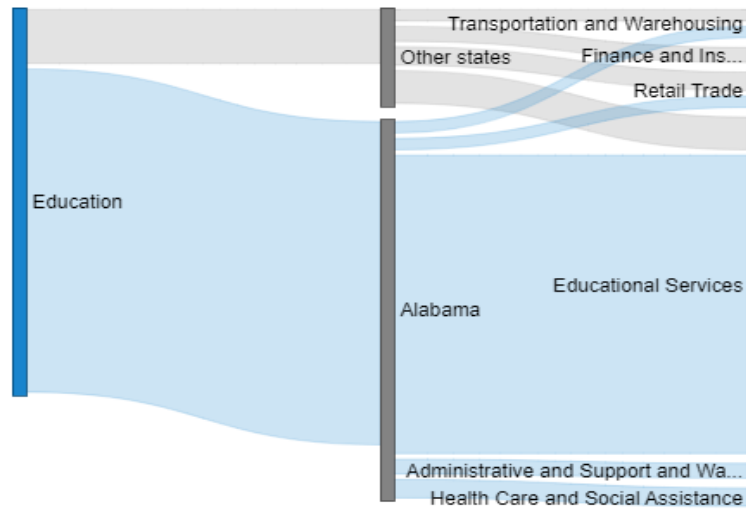 Transportation and Warehousing
Other states
Finance and Ins...
Retail Trade
Education
Educational Services
Alabama
Administrative and Support and Wa...
Health Care and Social Assistance